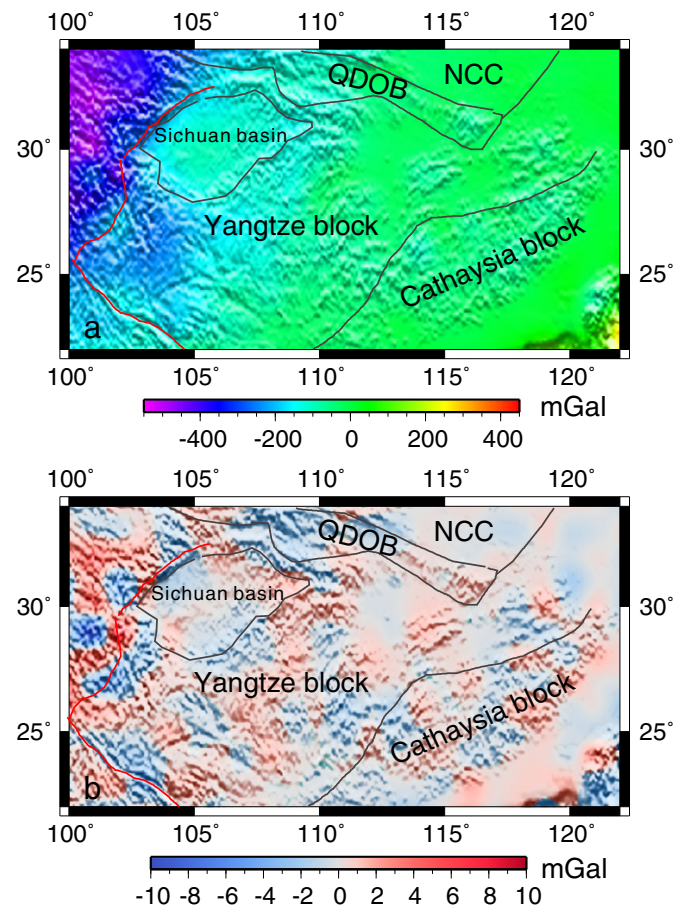 100° 105° 110° 115° 120°
QDOB NCC
Sichuan basin
30° 30°
Yangtze block
Cathaysia block
25° 25°
a
100° 105° 110° 115° 120°
mGal
-400 -200 0 200 400
100° 105° 110° 115° 120°
QDOB NCC
Sichuan basin
30° 30°
Yangtze block
Cathaysia block
25° 25°
b
100° 105° 110° 115° 120°
mGal
-10 -8 -6 -4 -2 0 2 4 6 8 10